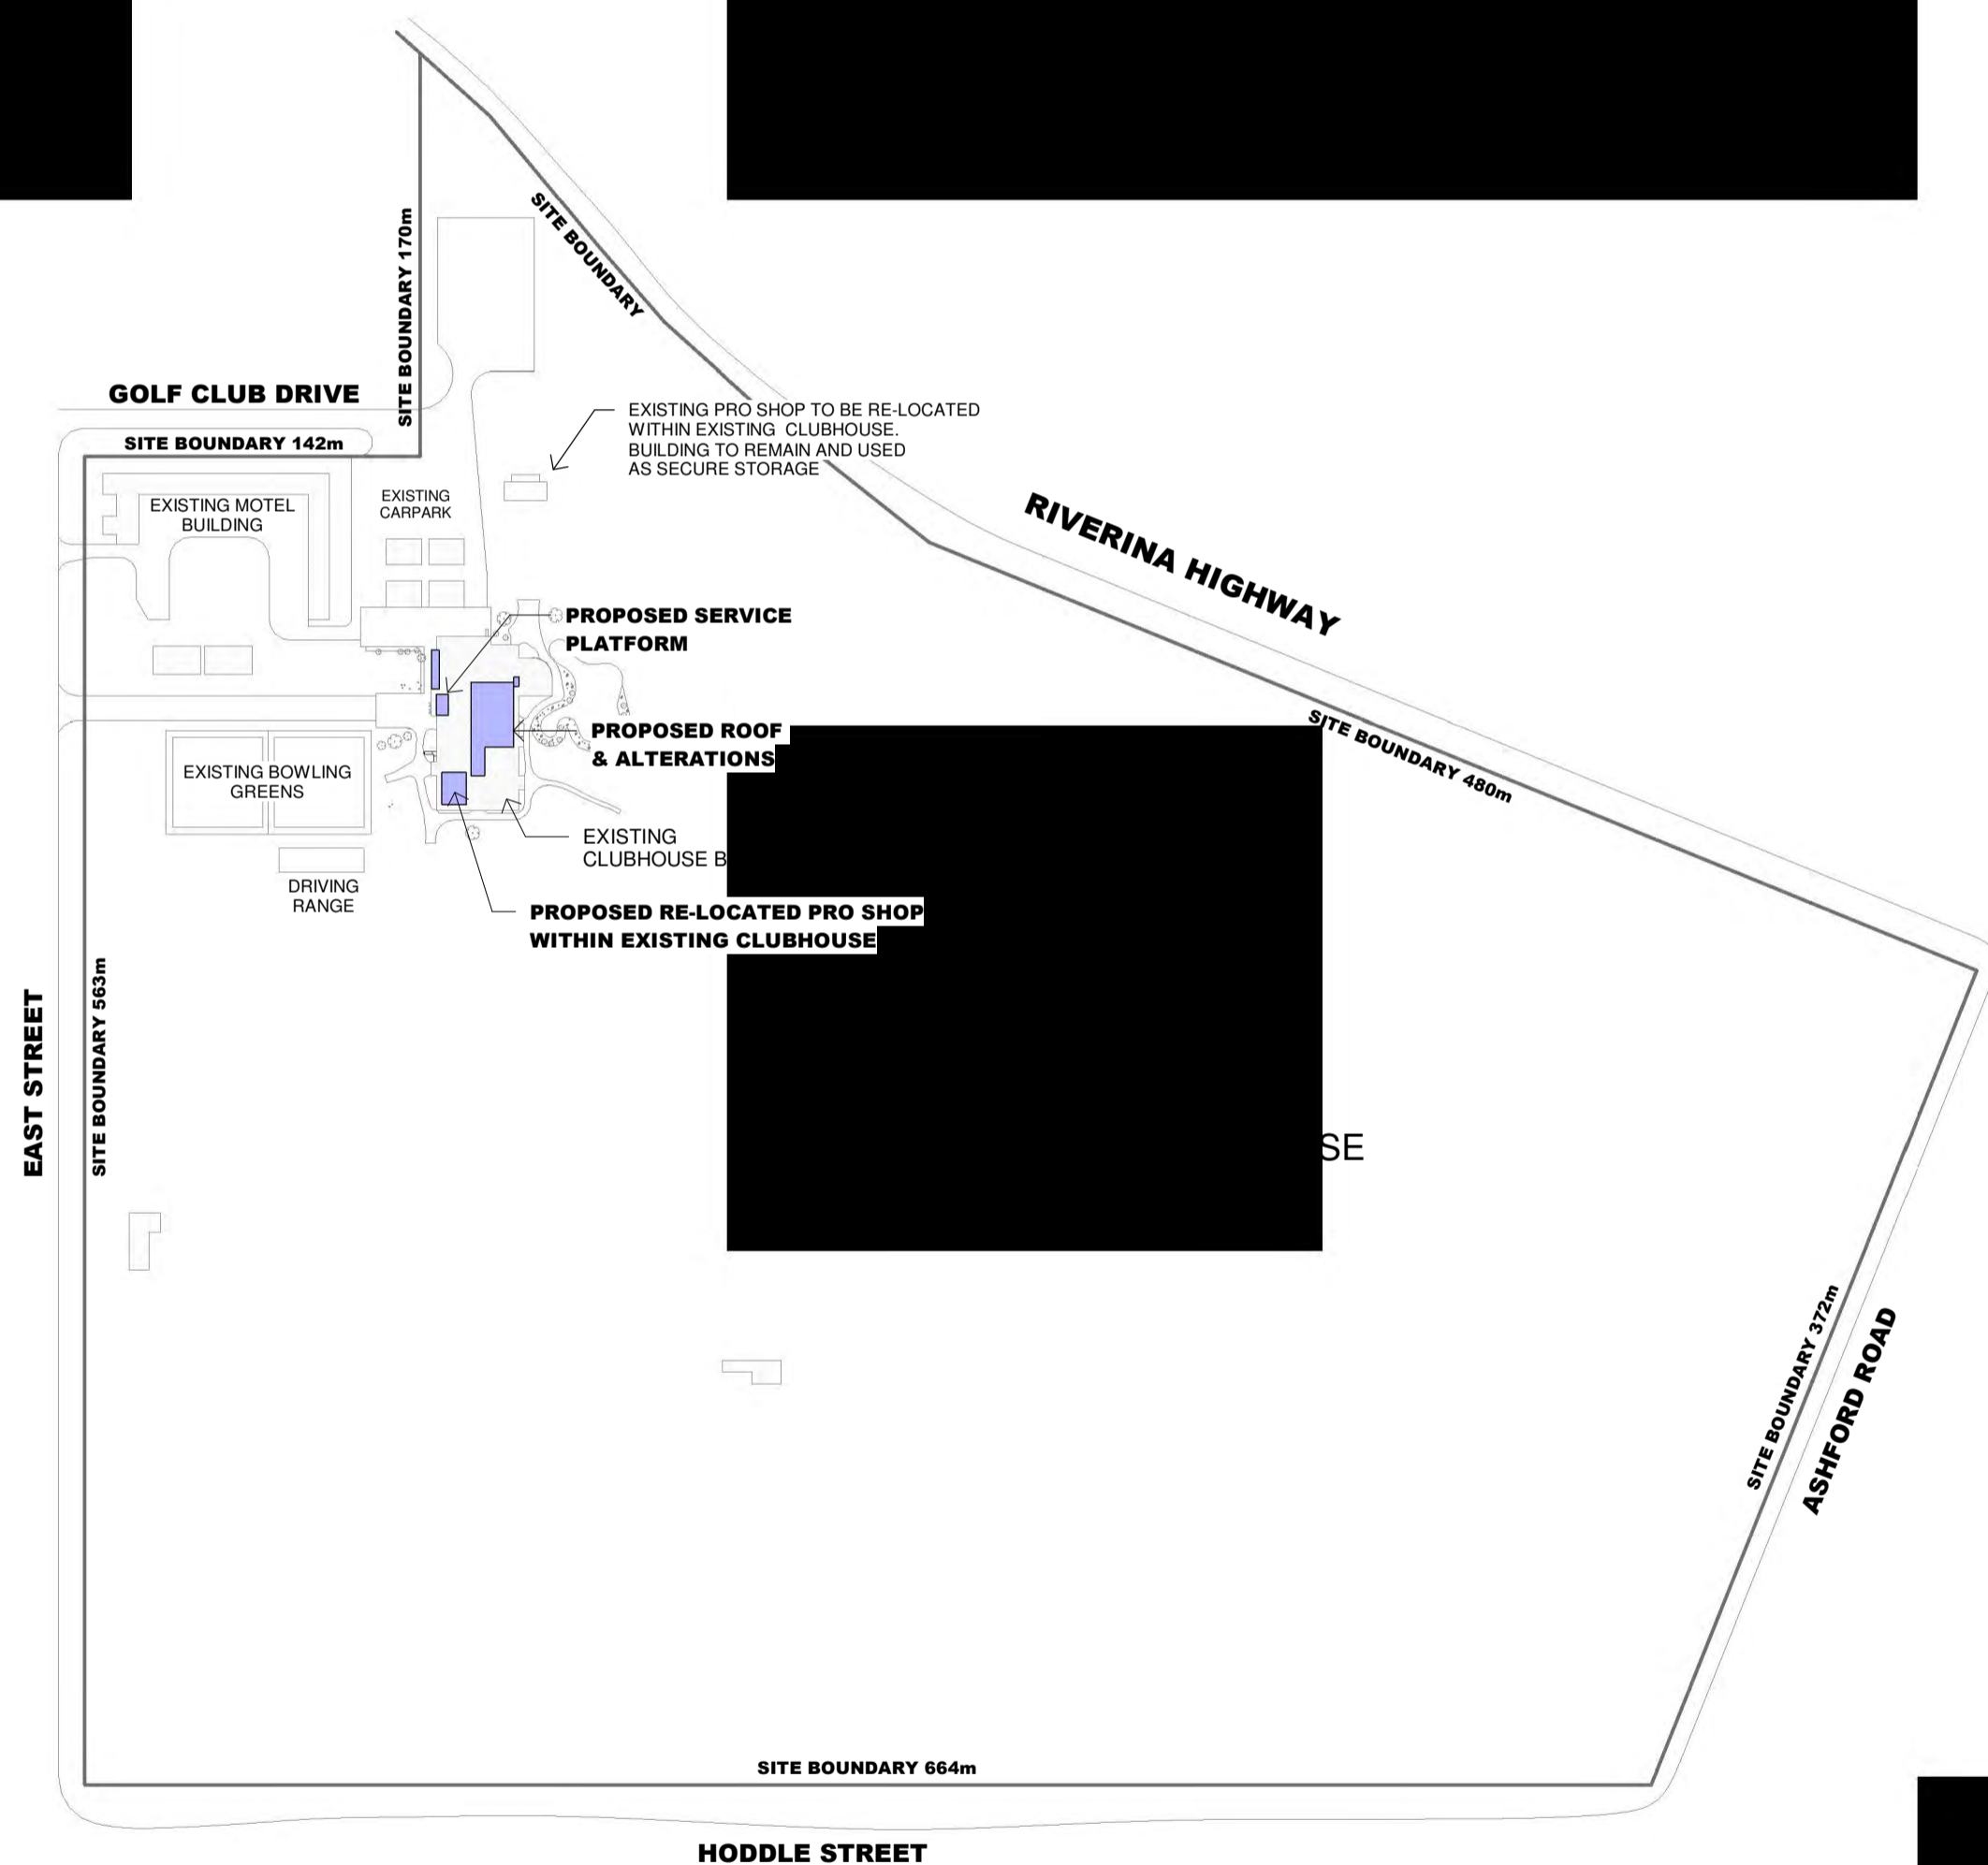 SITE BOUNDARY 170m
SITE BOUNDARY
GOLF CLUB DRIVE
SITE BOUNDARY 142m
EXISTING PRO SHOP TO BE RE-LOCATED
WITHIN EXISTING CLUBHOUSE.
BUILDING TO REMAIN AND USED
AS SECURE STORAGE
EXISTING MOTEL
BUILDING
EXISTING
CARPARK
RIVERINA HIGHWAY
PROPOSED SERVICE
PLATFORM
SITE BOUNDARY 480m
PROPOSED ROOF
& ALTERATIONS
EXISTING BOWLING
GREENS
EXISTING
CLUBHOUSE B
DRIVING
RANGE
PROPOSED RE-LOCATED PRO SHOP
WITHIN EXISTING CLUBHOUSE
EAST STREET
SITE BOUNDARY 563m
SE
SITE BOUNDARY 372m
ASHFORD ROAD
SITE BOUNDARY 664m
HODDLE STREET